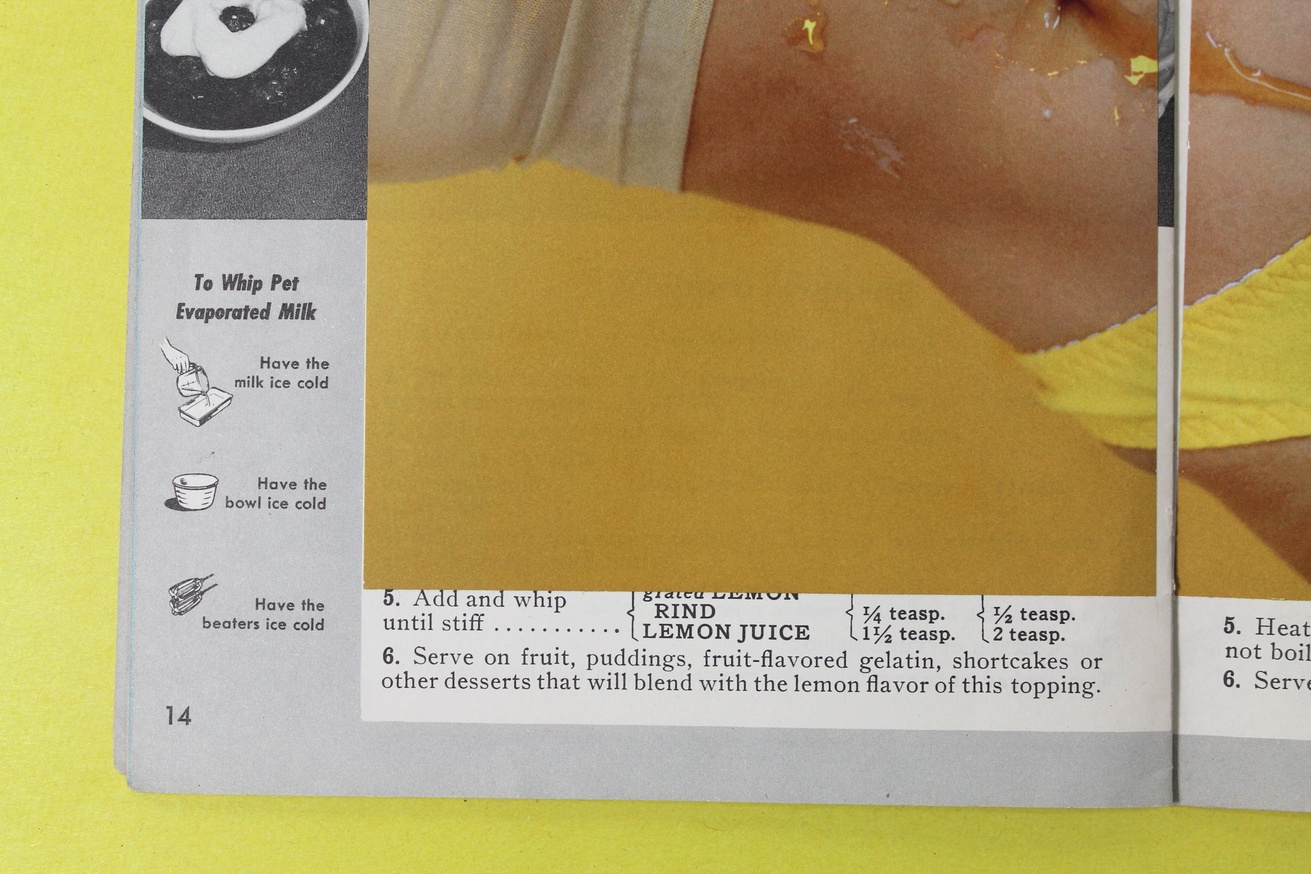 To Whip Pet
Evaporated Milk
Have the
milk ice cold
Have the
bowl ice cold
Have the
beaters ice cold
14
5. Add and whip
until stiff ...........
grated LEMON
RIND
LEMON JUICE
¼ teasp.
1½ teasp.
½ teasp.
2 teasp.
6. Serve on fruit, puddings, fruit-flavored gelatin, shortcakes or
other desserts that will blend with the lemon flavor of this topping.
5. Heat
not boil
6. Serve